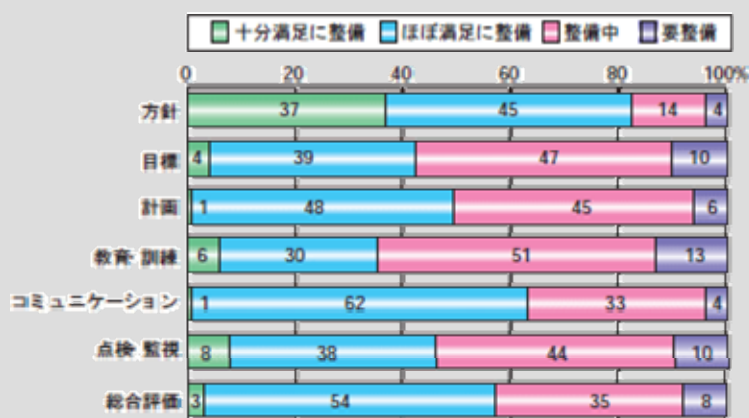 十分満足に整備 ほぼ満足に整備 整備中 要整備
0 20 40 60 80 100%
方針 37 45 14 4
目標 4 39 47 10
計画 1 48 45 6
教育・訓練 6 30 51 13
コミュニケーション 1 62 33 4
点検・監視 8 38 44 10
総合評価 3 54 35 8